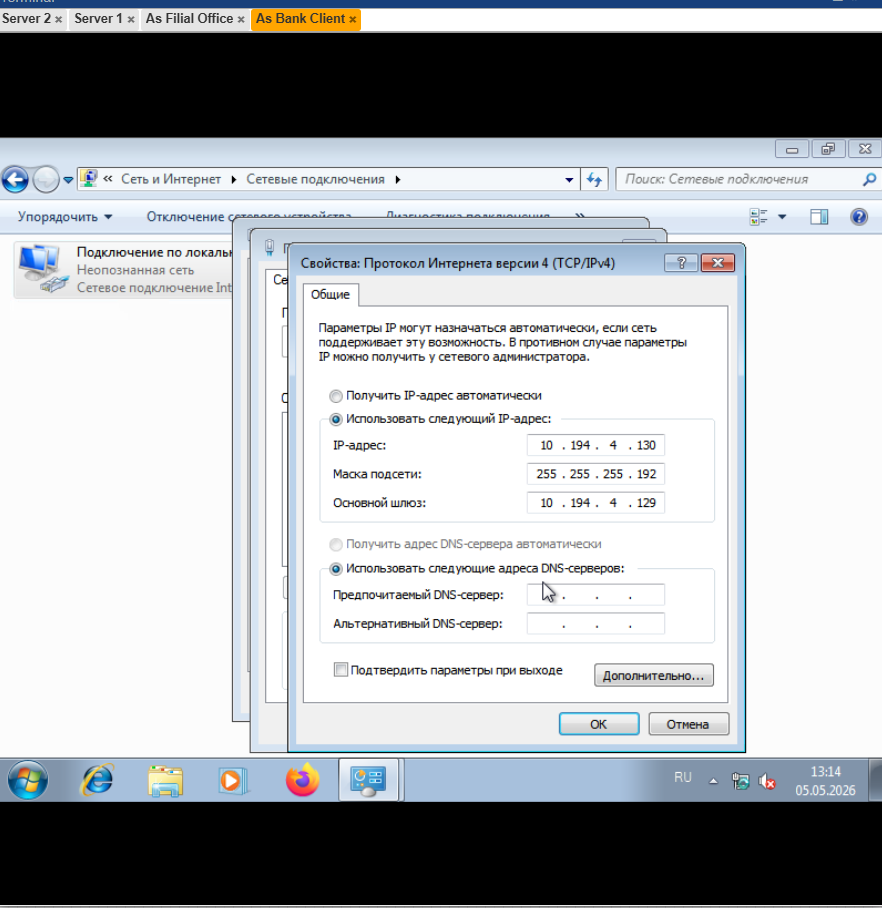 Server 2 × Server 1 × As Filial Office × As Bank Client ×
« Сеть и Интернет Сетевые подключения
Поиск: Сетевые подключения
Упорядочить Отключение сетевого устройства Диагностика подключения »
Подключение по локаль
Неопознанная сеть
Сетевое подключение Int
Свойства: Протокол Интернета версии 4 (TCP/IPv4)
Общие
Параметры IP могут назначаться автоматически, если сеть
поддерживает эту возможность. В противном случае параметры
IP можно получить у сетевого администратора.
Получить IP-адрес автоматически
Использовать следующий IP-адрес:
IP-адрес: 10 . 194 . 4 . 130
Маска подсети: 255 . 255 . 255 . 192
Основной шлюз: 10 . 194 . 4 . 129
Получить адрес DNS-сервера автоматически
Использовать следующие адреса DNS-серверов:
Предпочитаемый DNS-сервер: . . .
Альтернативный DNS-сервер: . . .
Подтвердить параметры при выходе
Дополнительно...
ОК Отмена
RU
13:14
05.05.2026